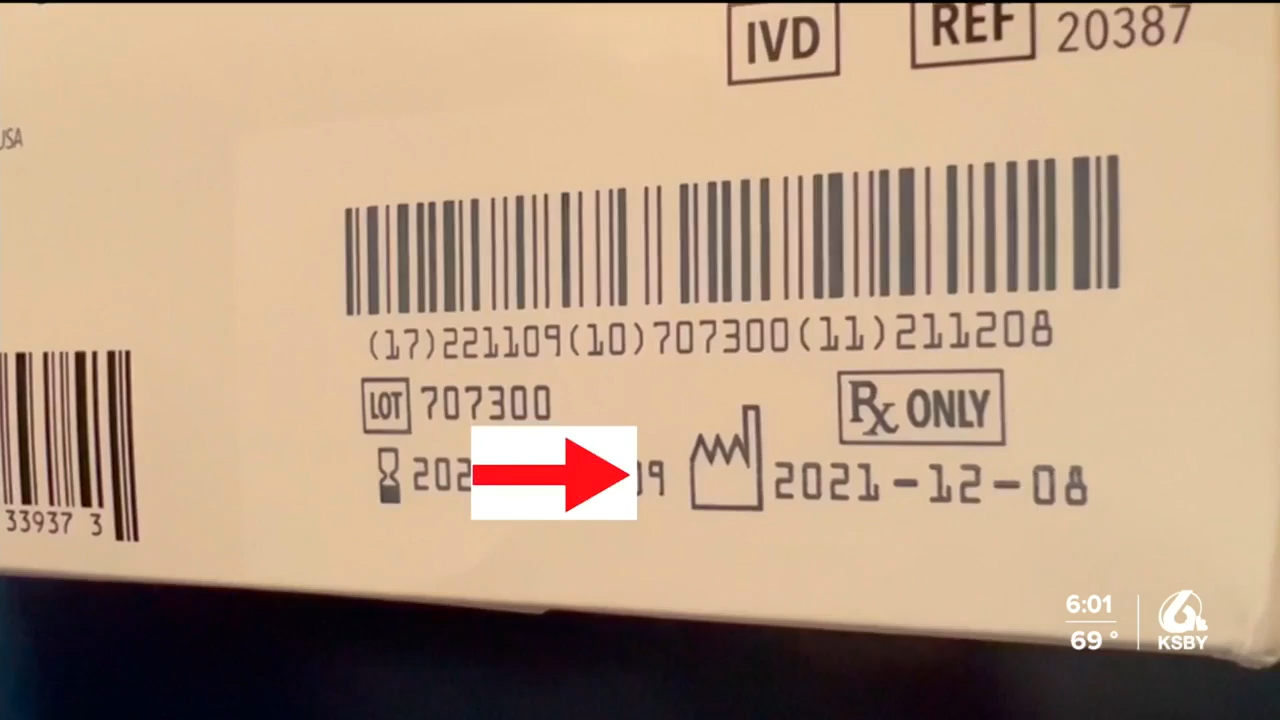 IVD REF 20387
USA
(17)221109(10)707300(11)211208
LOT 707300
Rx ONLY
2021-12-08
33937 3
6:01
69°
6
KSBY